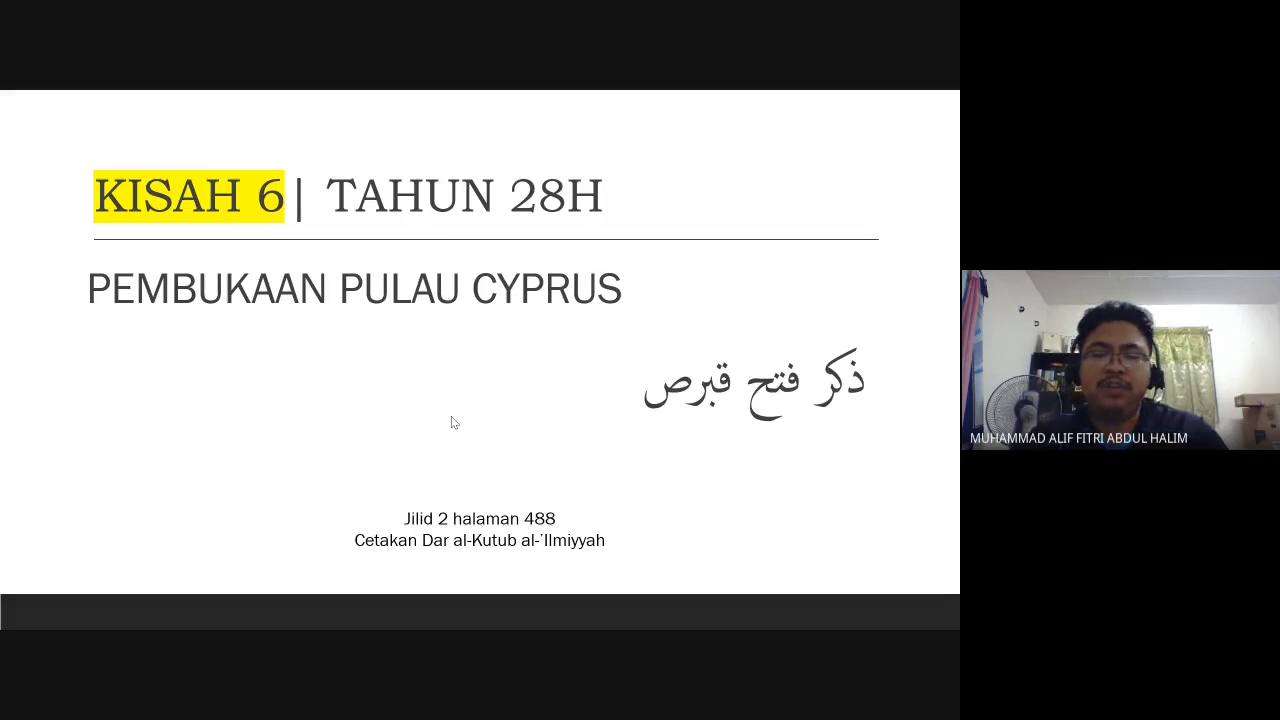 KISAH 6| TAHUN 28H
PEMBUKAAN PULAU CYPRUS
ذكر فتح قبرص
Jilid 2 halaman 488
Cetakan Dar al-Kutub al-'Ilmiyyah
MUHAMMAD ALIF FITRI ABDUL HALIM